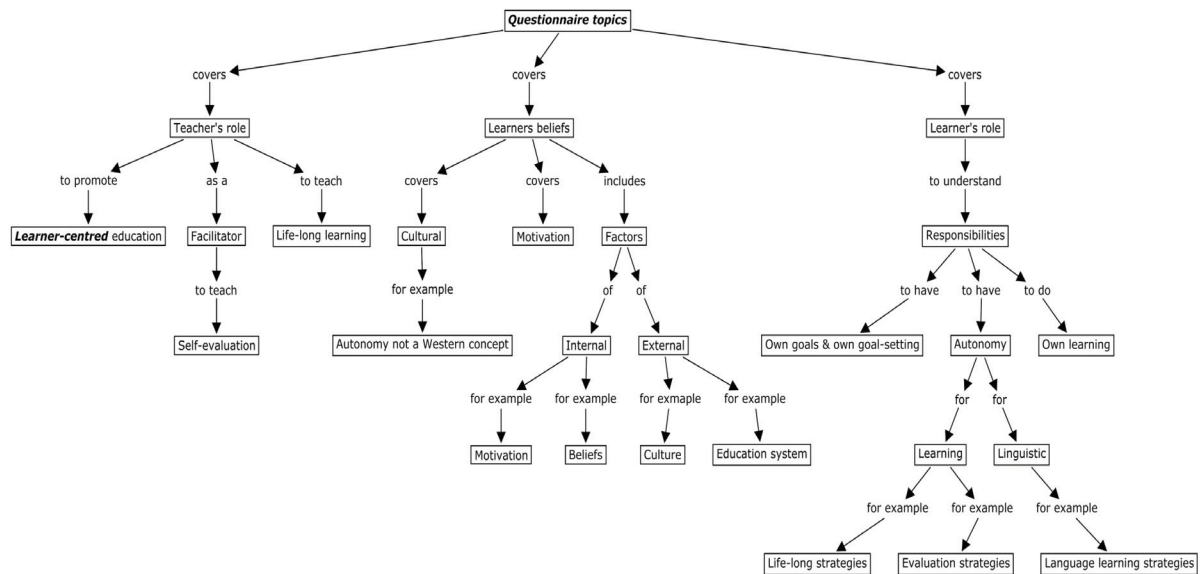 Questionnaire topics
covers covers covers
Teacher's role Learners beliefs Learner's role
to promote as a to teach covers covers includes to understand
Learner-centred education Facilitator Life-long learning Cultural Motivation Factors Responsibilities
to teach for example of of to have to have to do
Self-evaluation Autonomy not a Western concept Internal External Own goals & own goal-setting Autonomy Own learning
for example for example for exmaple for example for for
Motivation Beliefs Culture Education system Learning Linguistic
for example for example for example
Life-long strategies Evaluation strategies Language learning strategies